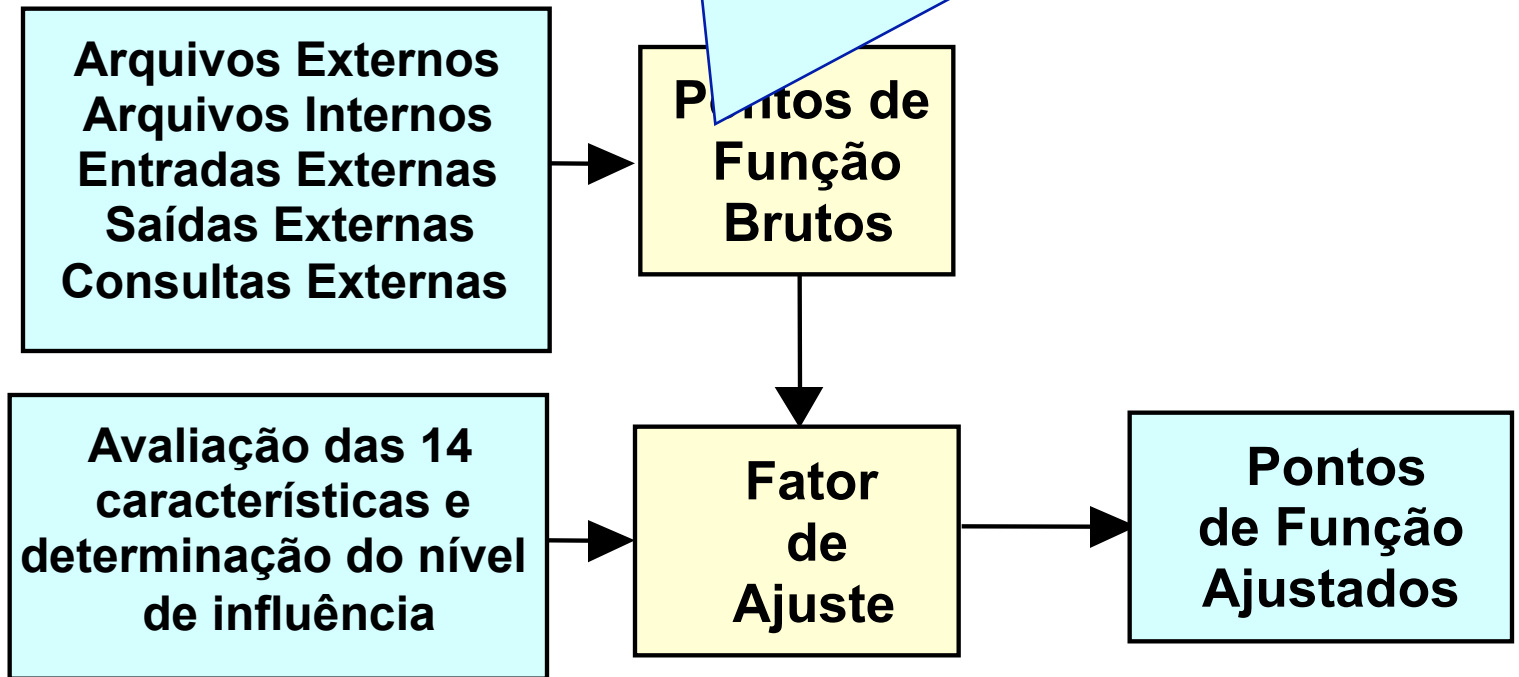 Arquivos Externos
Arquivos Internos
Entradas Externas
Saídas Externas
Consultas Externas
de
Função
Brutos
Avaliação das 14
características e
determinação do nível
de influência
Fator
de
Ajuste
Pontos
de Função
Ajustados